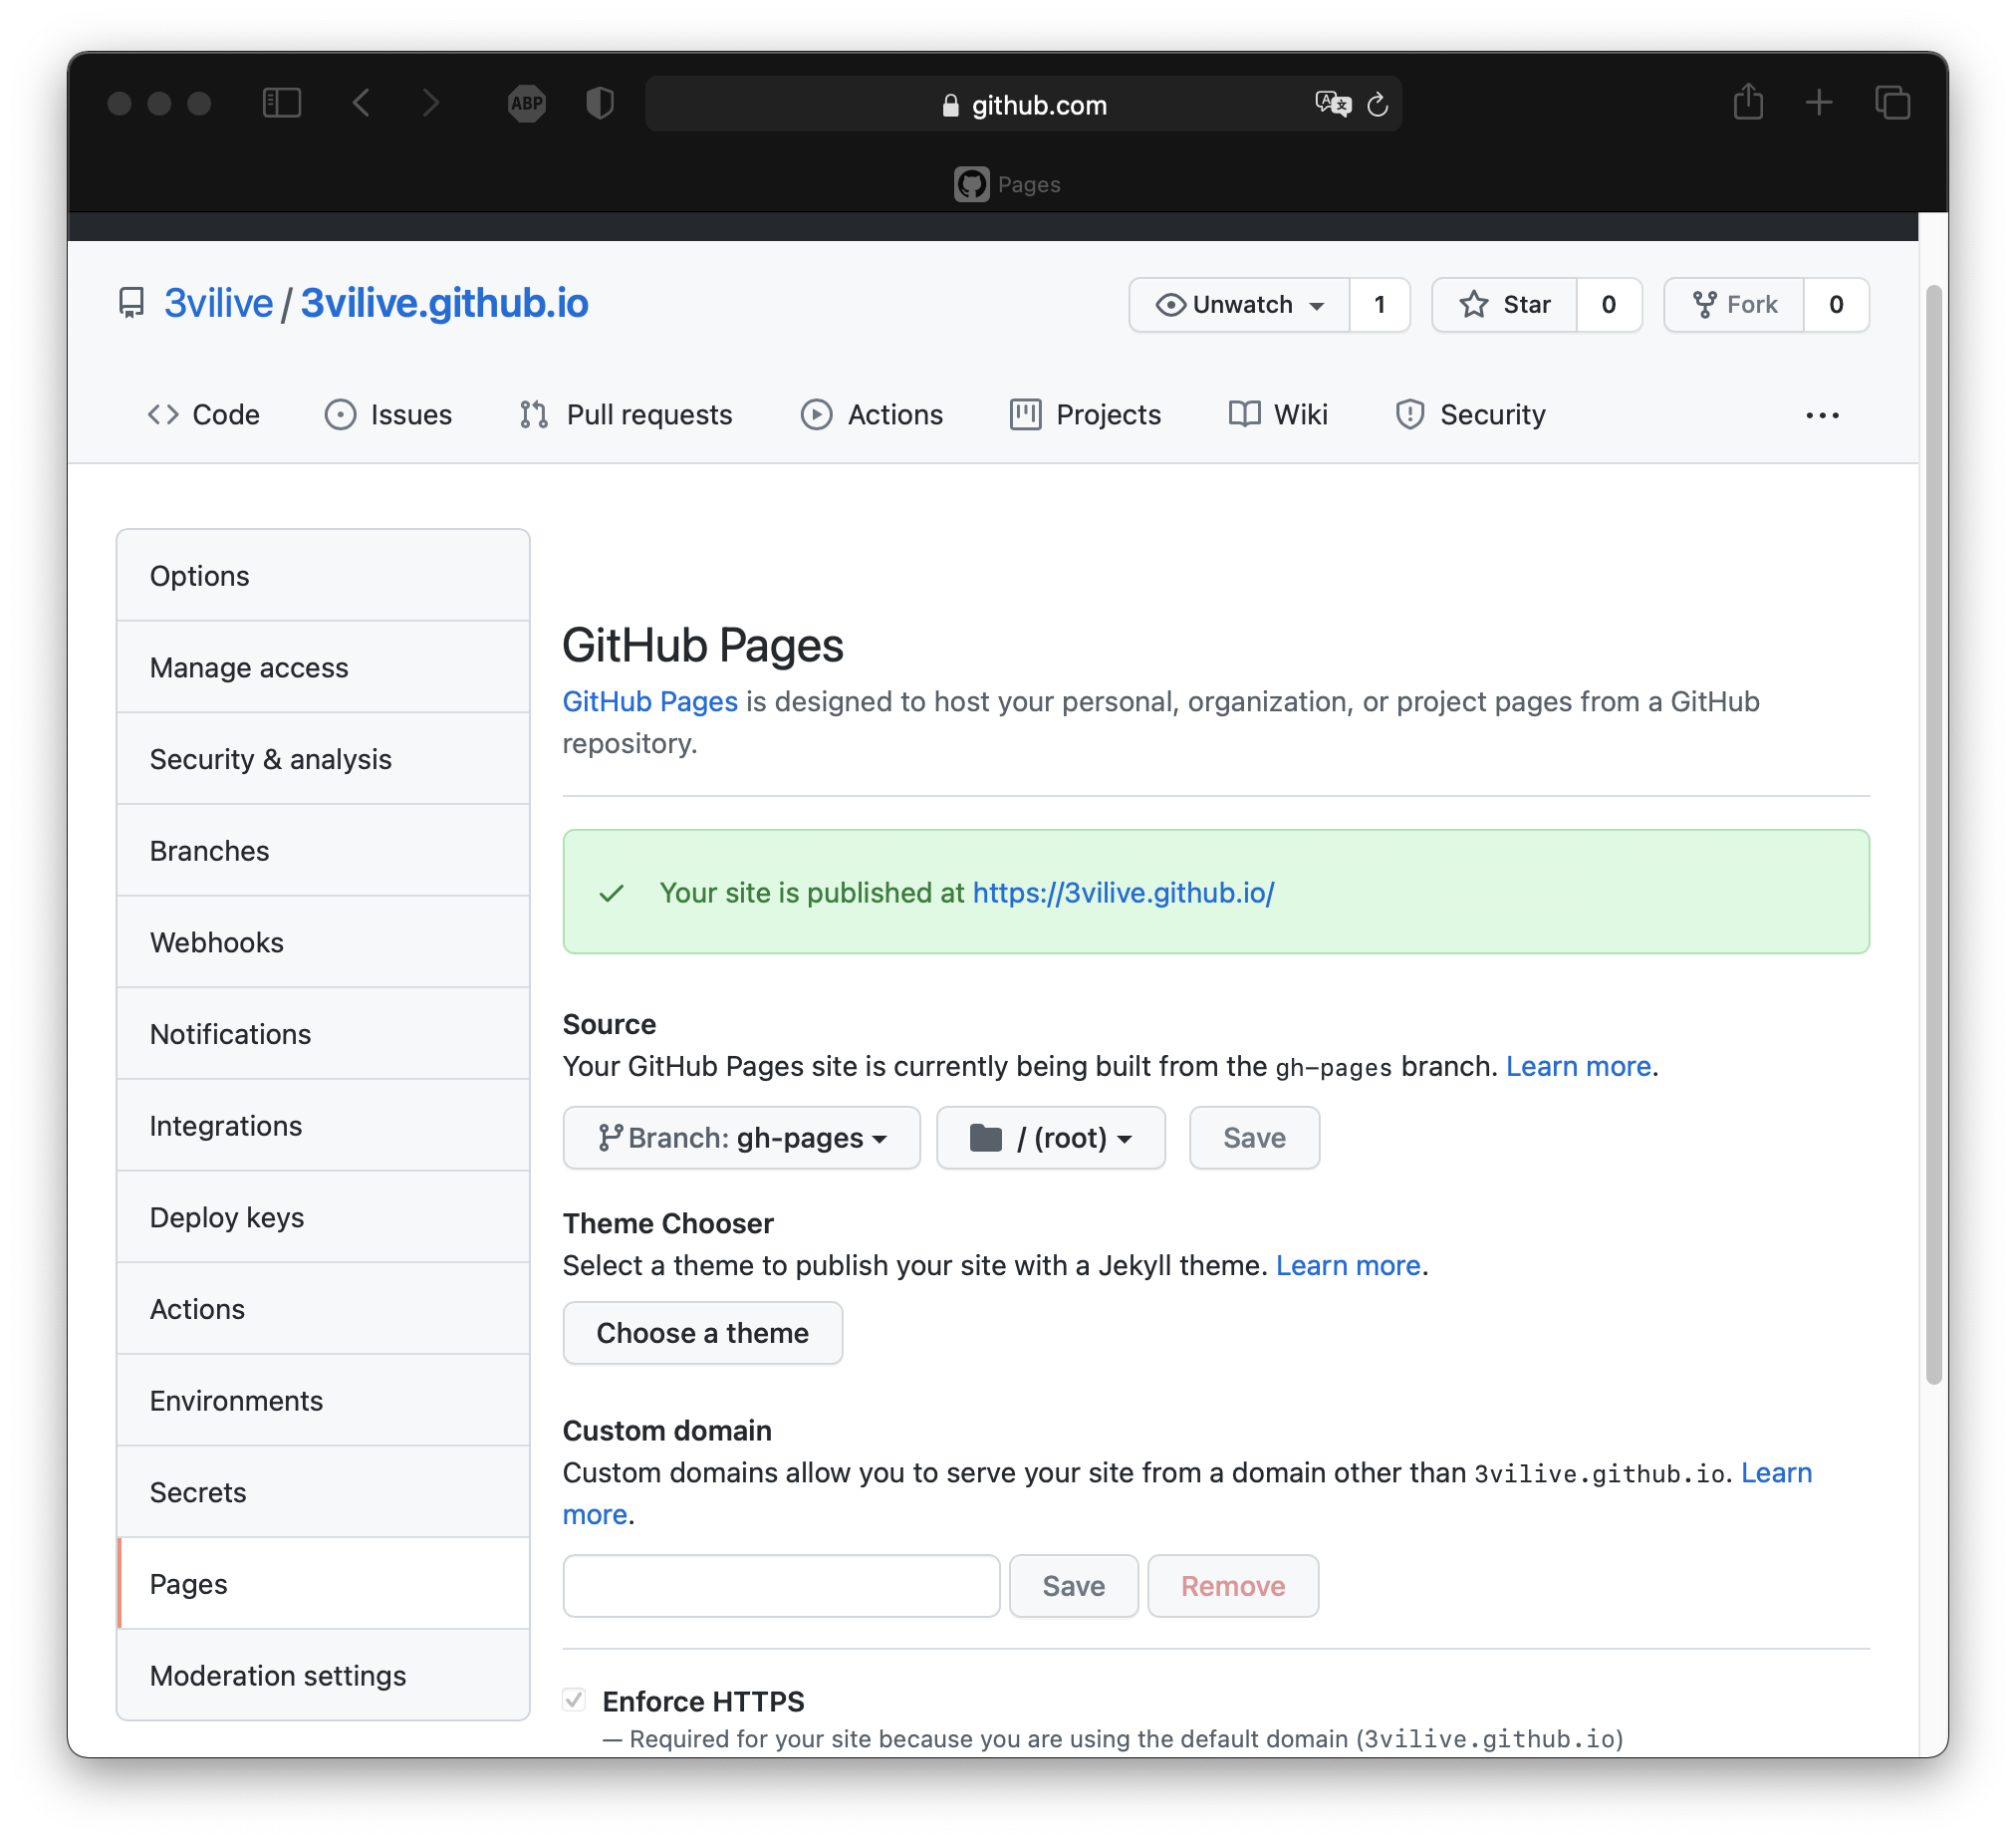 ABP
github.com
Pages
3vilive / 3vilive.github.io
Unwatch 1
Star 0
Fork 0
Code
Issues
Pull requests
Actions
Projects
Wiki
Security
Options
Manage access
Security & analysis
Branches
Webhooks
Notifications
Integrations
Deploy keys
Actions
Environments
Secrets
Pages
Moderation settings
GitHub Pages
GitHub Pages is designed to host your personal, organization, or project pages from a GitHub
repository.
Your site is published at https://3vilive.github.io/
Source
Your GitHub Pages site is currently being built from the gh-pages branch. Learn more.
Branch: gh-pages
/ (root)
Save
Theme Chooser
Select a theme to publish your site with a Jekyll theme. Learn more.
Choose a theme
Custom domain
Custom domains allow you to serve your site from a domain other than 3vilive.github.io. Learn
more.
Save
Remove
Enforce HTTPS
— Required for your site because you are using the default domain (3vilive.github.io)